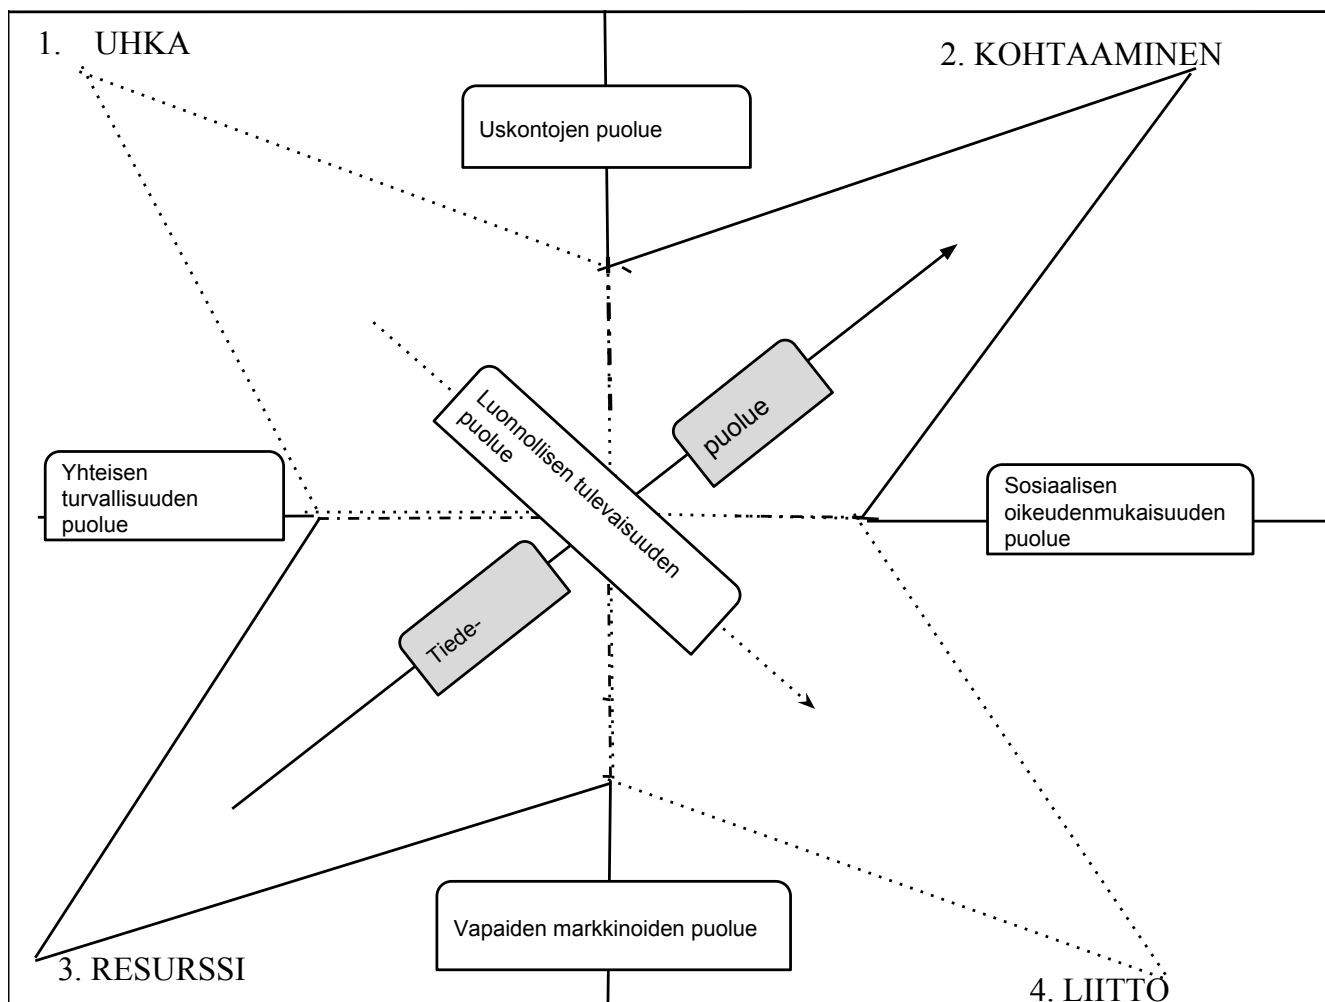 1. UHKA
2. KOHTAAMINEN
Uskontojen puolue
Luonnollisen tulevaisuuden
puolue
puolue
Yhteisen
turvallisuuden
puolue
Sosiaalisen
oikeudenmukaisuuden
puolue
Tiede-
Vapaiden markkinoiden puolue
3. RESURSSI
4. LIITTO